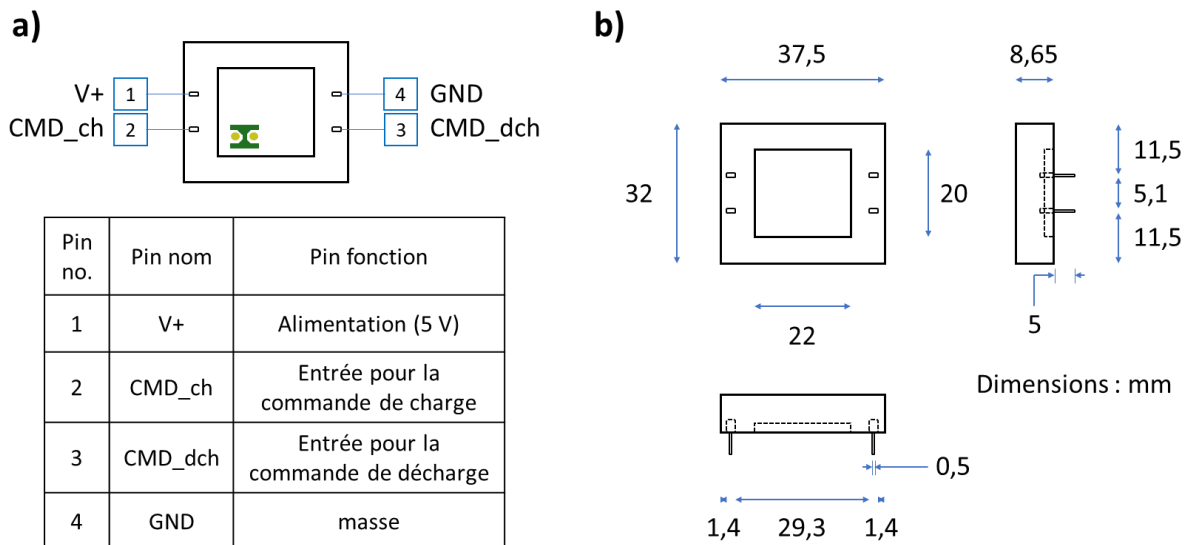 a)
V+ 1
CMD_ch 2
4 GND
3 CMD_dch
Pin no. Pin nom Pin fonction
1 V+ Alimentation (5 V)
2 CMD_ch Entrée pour la commande de charge
3 CMD_dch Entrée pour la commande de décharge
4 GND masse
b)
37,5
8,65
32
20
11,5
5,1
11,5
22
5
Dimensions : mm
0,5
1,4 29,3 1,4